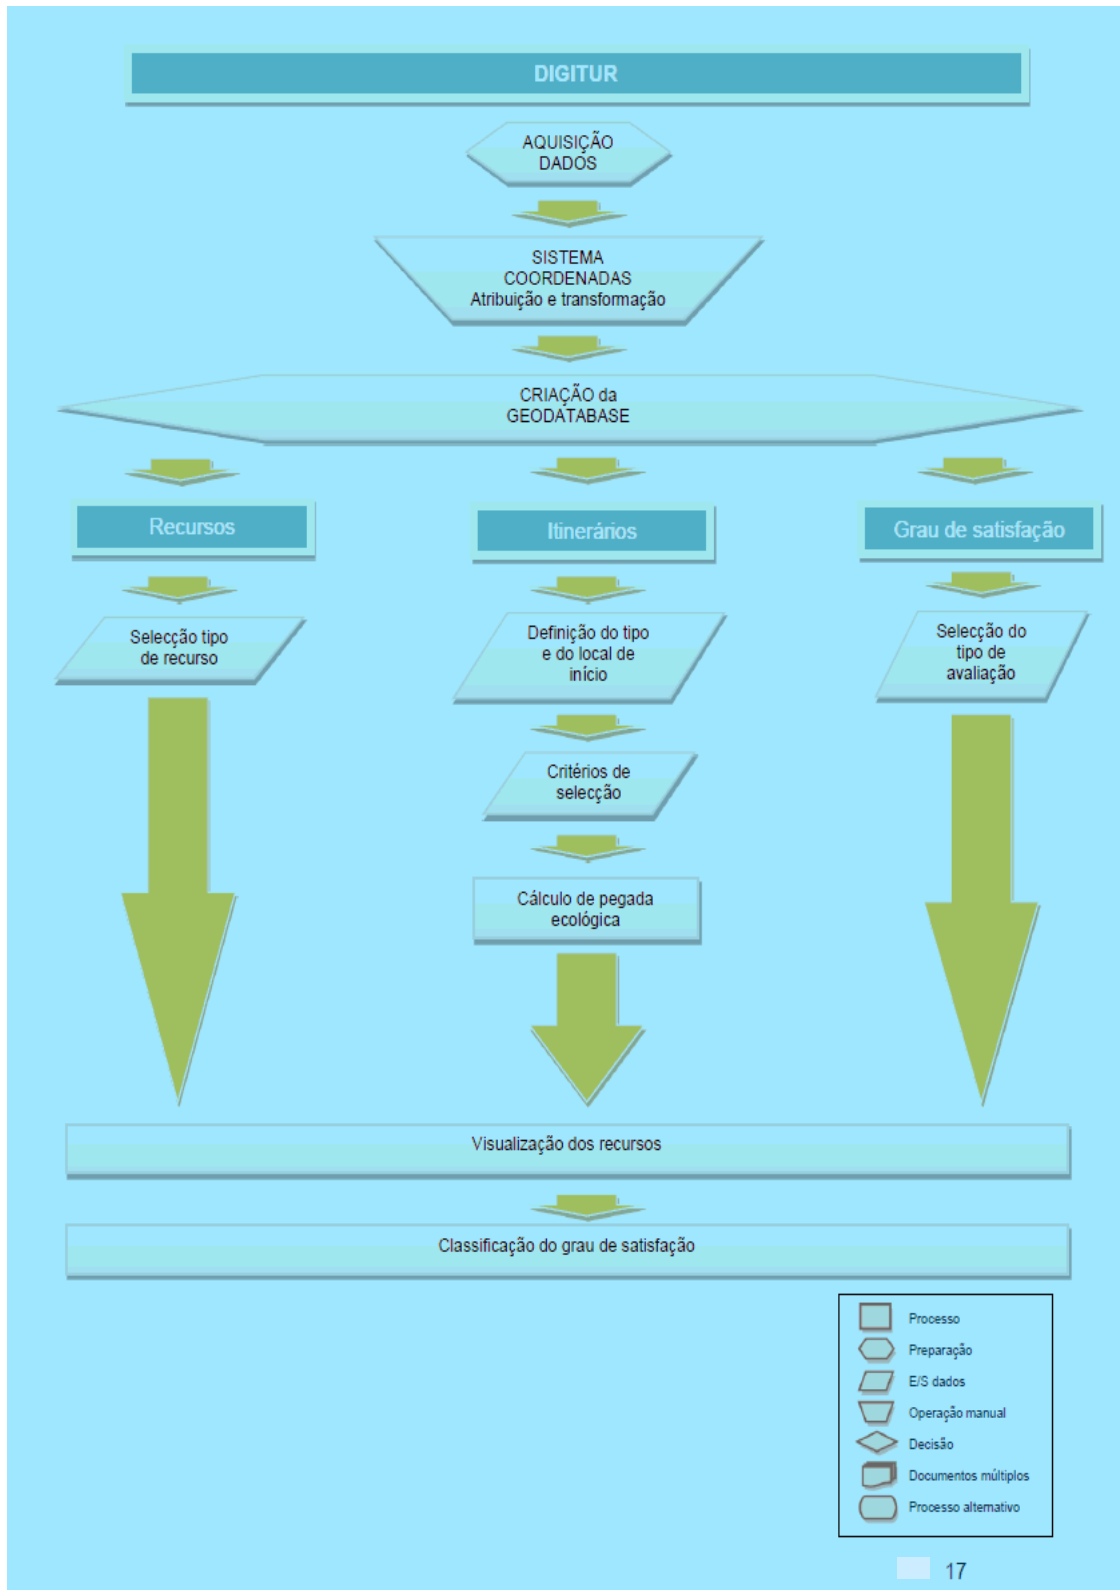 DIGITUR
AQUISIÇÃO
DADOS
SISTEMA
COORDENADAS
Atribuição e transformação
CRIAÇÃO da
GEODATABASE
Recursos
Itinerários
Grau de satisfação
Selecção tipo
de recurso
Definição do tipo
e do local de
início
Selecção do
tipo de
avaliação
Critérios de
selecção
Cálculo de pegada
ecológica
Visualização dos recursos
Classificação do grau de satisfação
Processo
Preparação
E/S dados
Operação manual
Decisão
Documentos múltiplos
Processo alternativo
17